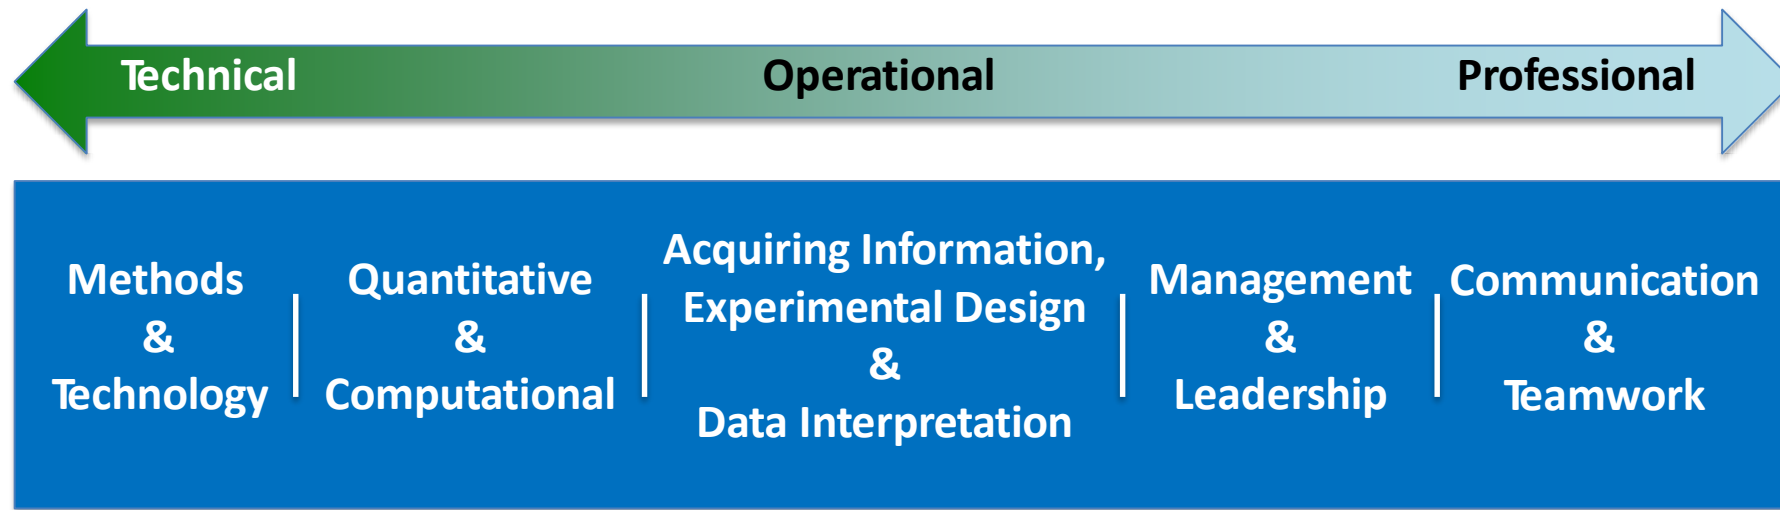 Technical Operational Professional
Methods
&
Technology
Quantitative
&
Computational
Acquiring Information,
Experimental Design
&
Data Interpretation
Management
&
Leadership
Communication
&
Teamwork